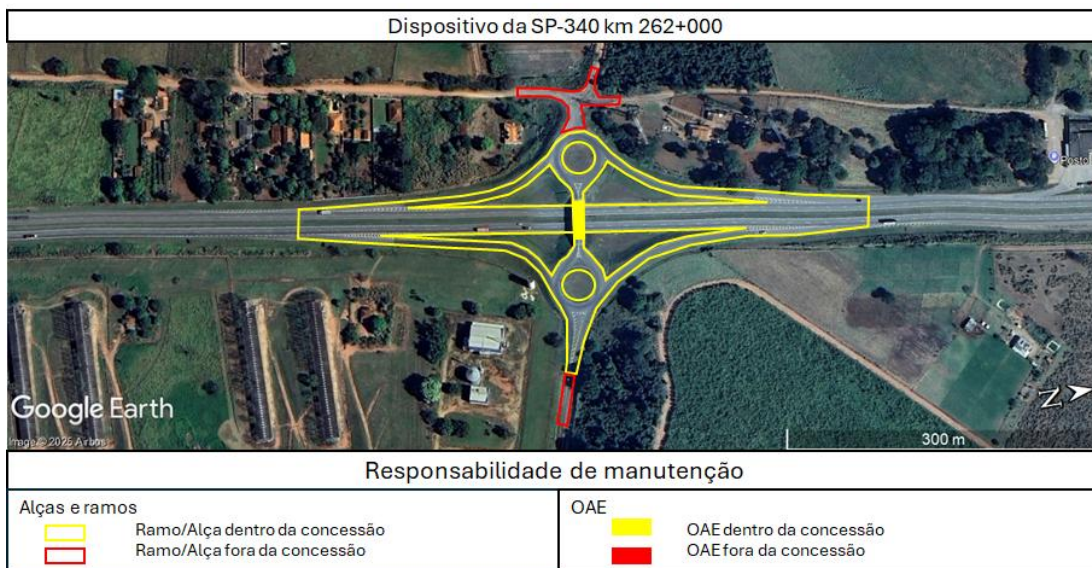 Dispositivo da SP-340 km 262+000
Posto
Google Earth
Image © 2025 Airbus
N
300 m
Responsabilidade de manutenção
Alças e ramos
Ramo/Alça dentro da concessão
Ramo/Alça fora da concessão
OAE
OAE dentro da concessão
OAE fora da concessão